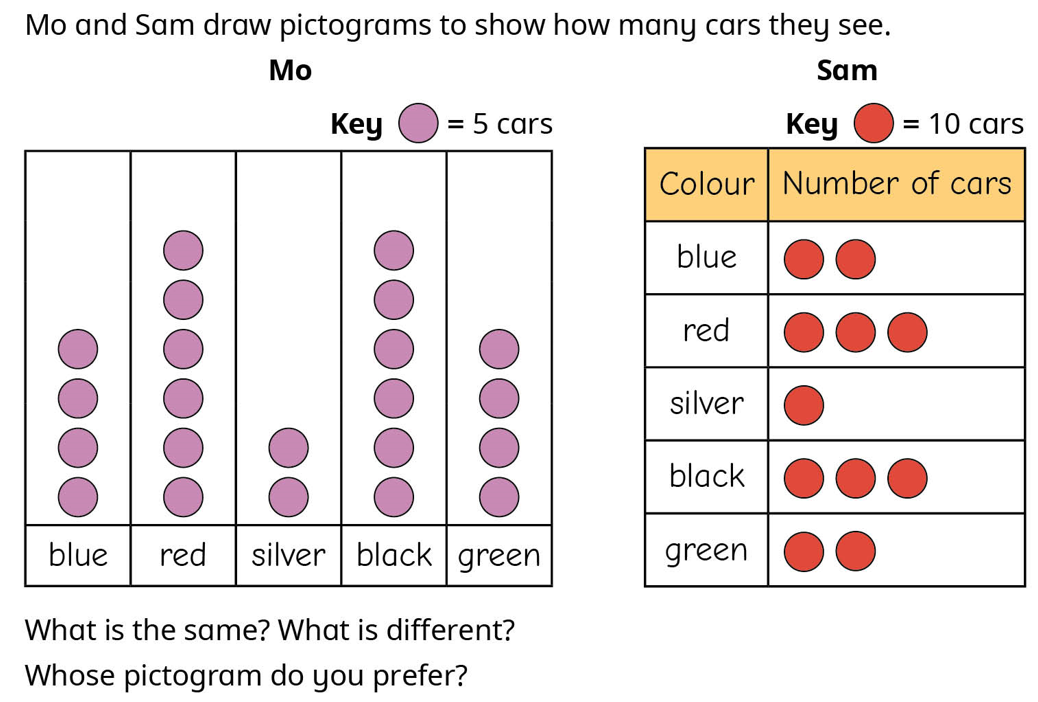 Mo and Sam draw pictograms to show how many cars they see.
Mo
Key = 5 cars
blue red silver black green
Sam
Key = 10 cars
Colour Number of cars
blue
red
silver
black
green
What is the same? What is different?
Whose pictogram do you prefer?